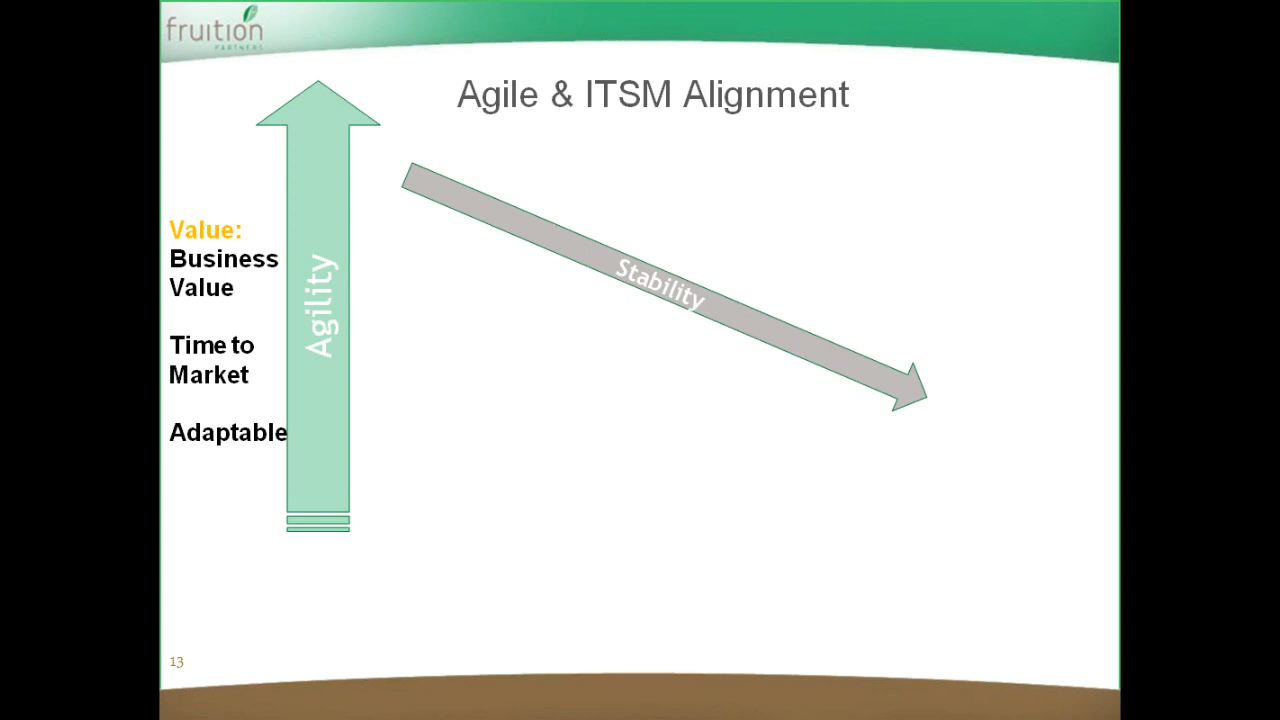 fruition
PARTNERS
Agile & ITSM Alignment
Value:
Business
Value
Time to
Market
Adaptable
Agility
Stability
13